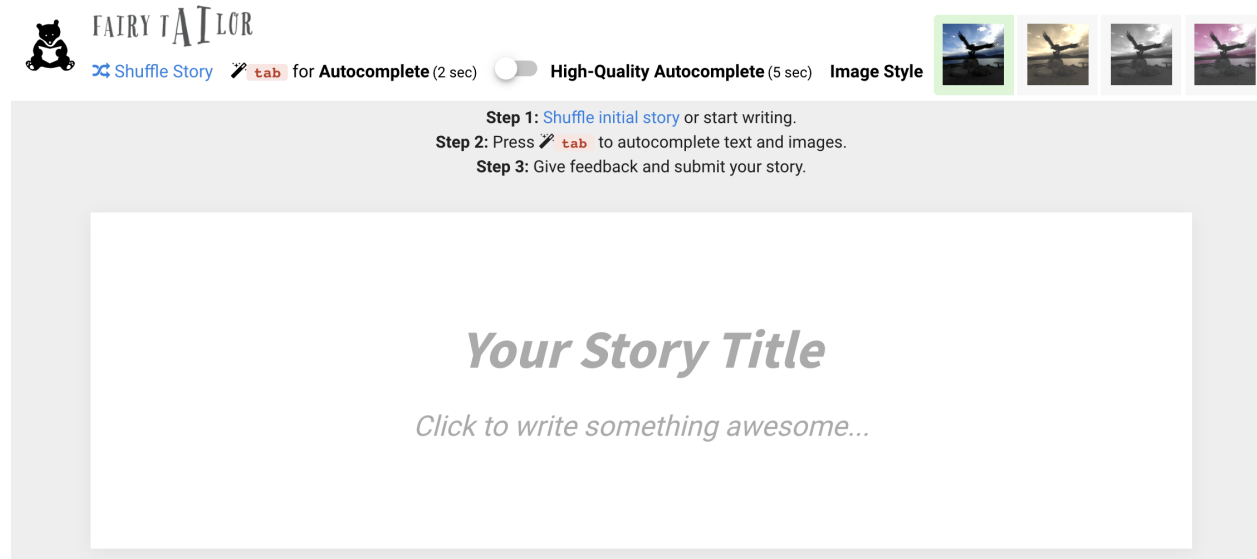 FAIRY TAILOR
Shuffle Story tab for Autocomplete (2 sec) High-Quality Autocomplete (5 sec) Image Style
Step 1: Shuffle initial story or start writing.
Step 2: Press tab to autocomplete text and images.
Step 3: Give feedback and submit your story.
Your Story Title
Click to write something awesome...